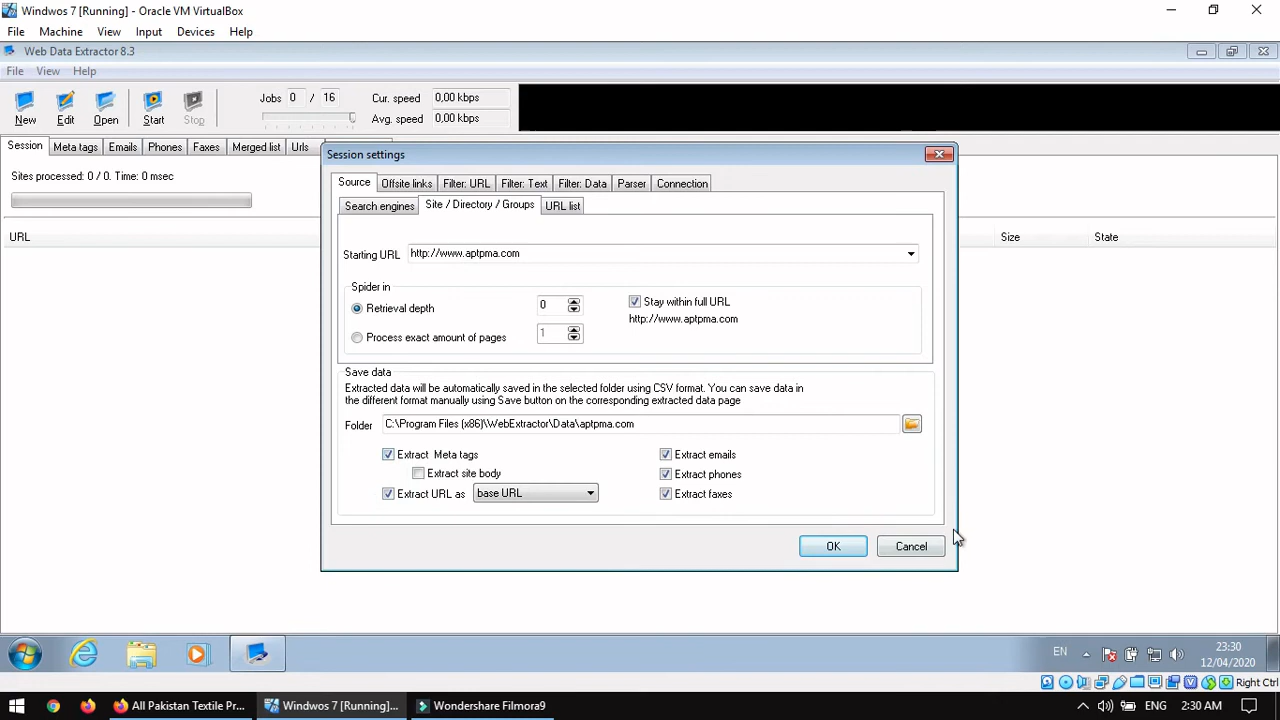 Windwos 7 [Running] - Oracle VM VirtualBox
File Machine View Input Devices Help
Web Data Extractor 8.3
File View Help
New Edit Open Start Stop
Jobs 0 / 16
Cur. speed 0,00 kbps
Avg. speed 0,00 kbps
Session Meta tags Emails Phones Faxes Merged list Urls
Sites processed: 0 / 0. Time: 0 msec
URL Size State
Session settings
Source Offsite links Filter: URL Filter: Text Filter: Data Parser Connection
Search engines Site / Directory / Groups URL list
Starting URL http://www.aptpma.com
Spider in
Retrieval depth 0
Stay within full URL
http://www.aptpma.com
Process exact amount of pages 1
Save data
Extracted data will be automatically saved in the selected folder using CSV format. You can save data in
the different format manually using Save button on the corresponding extracted data page
Folder C:\Program Files (x86)\WebExtractor\Data\aptpma.com
Extract Meta tags Extract emails
Extract site body Extract phones
Extract URL as base URL Extract faxes
OK Cancel
EN 23:30
12/04/2020
Right Ctrl
All Pakistan Textile Pr... Windwos 7 [Running]... Wondershare Filmora9 ENG 2:30 AM